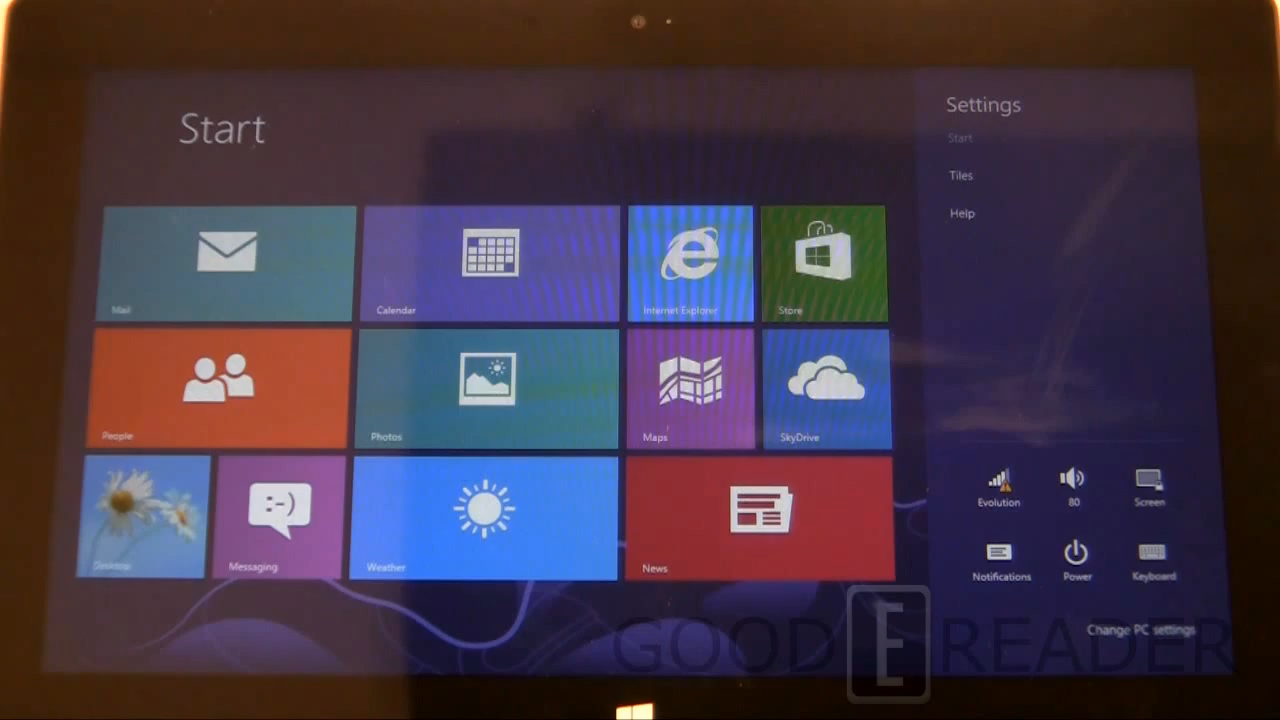 Start
Settings
Start
Tiles
Help
Mail
Calendar
Internet Explorer
Store
People
Photos
Maps
SkyDrive
Desktop
Messaging
Weather
News
Evolution
80
Screen
Notifications
Power
Keyboard
Change PC settings
GOOD E READER